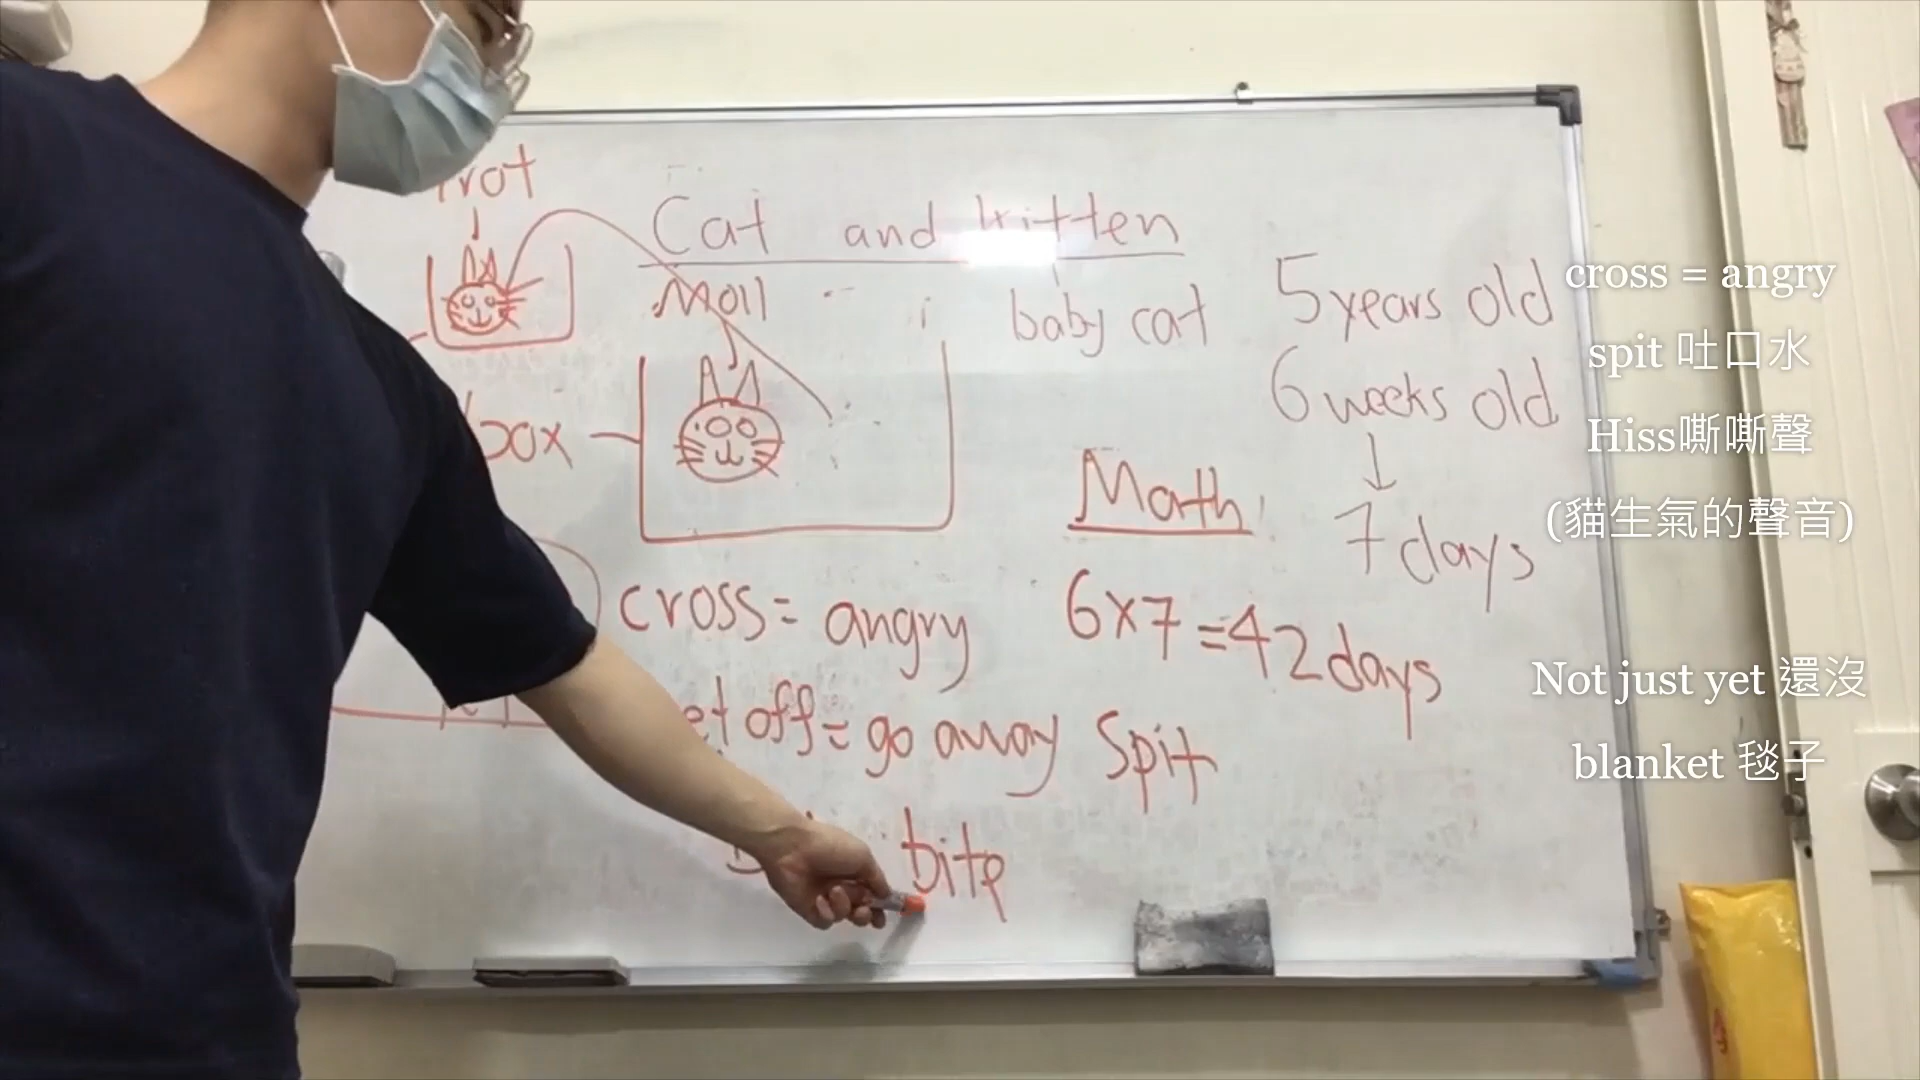 Cat and kitten
Moll
baby cat
5 years old
6 weeks old
7 days
box
Math
6x7=42 days
cross = angry
off = go away
Spit
bite
cross = angry
spit 吐口水
Hiss嘶嘶聲
(貓生氣的聲音)
Not just yet 還沒
blanket 毯子